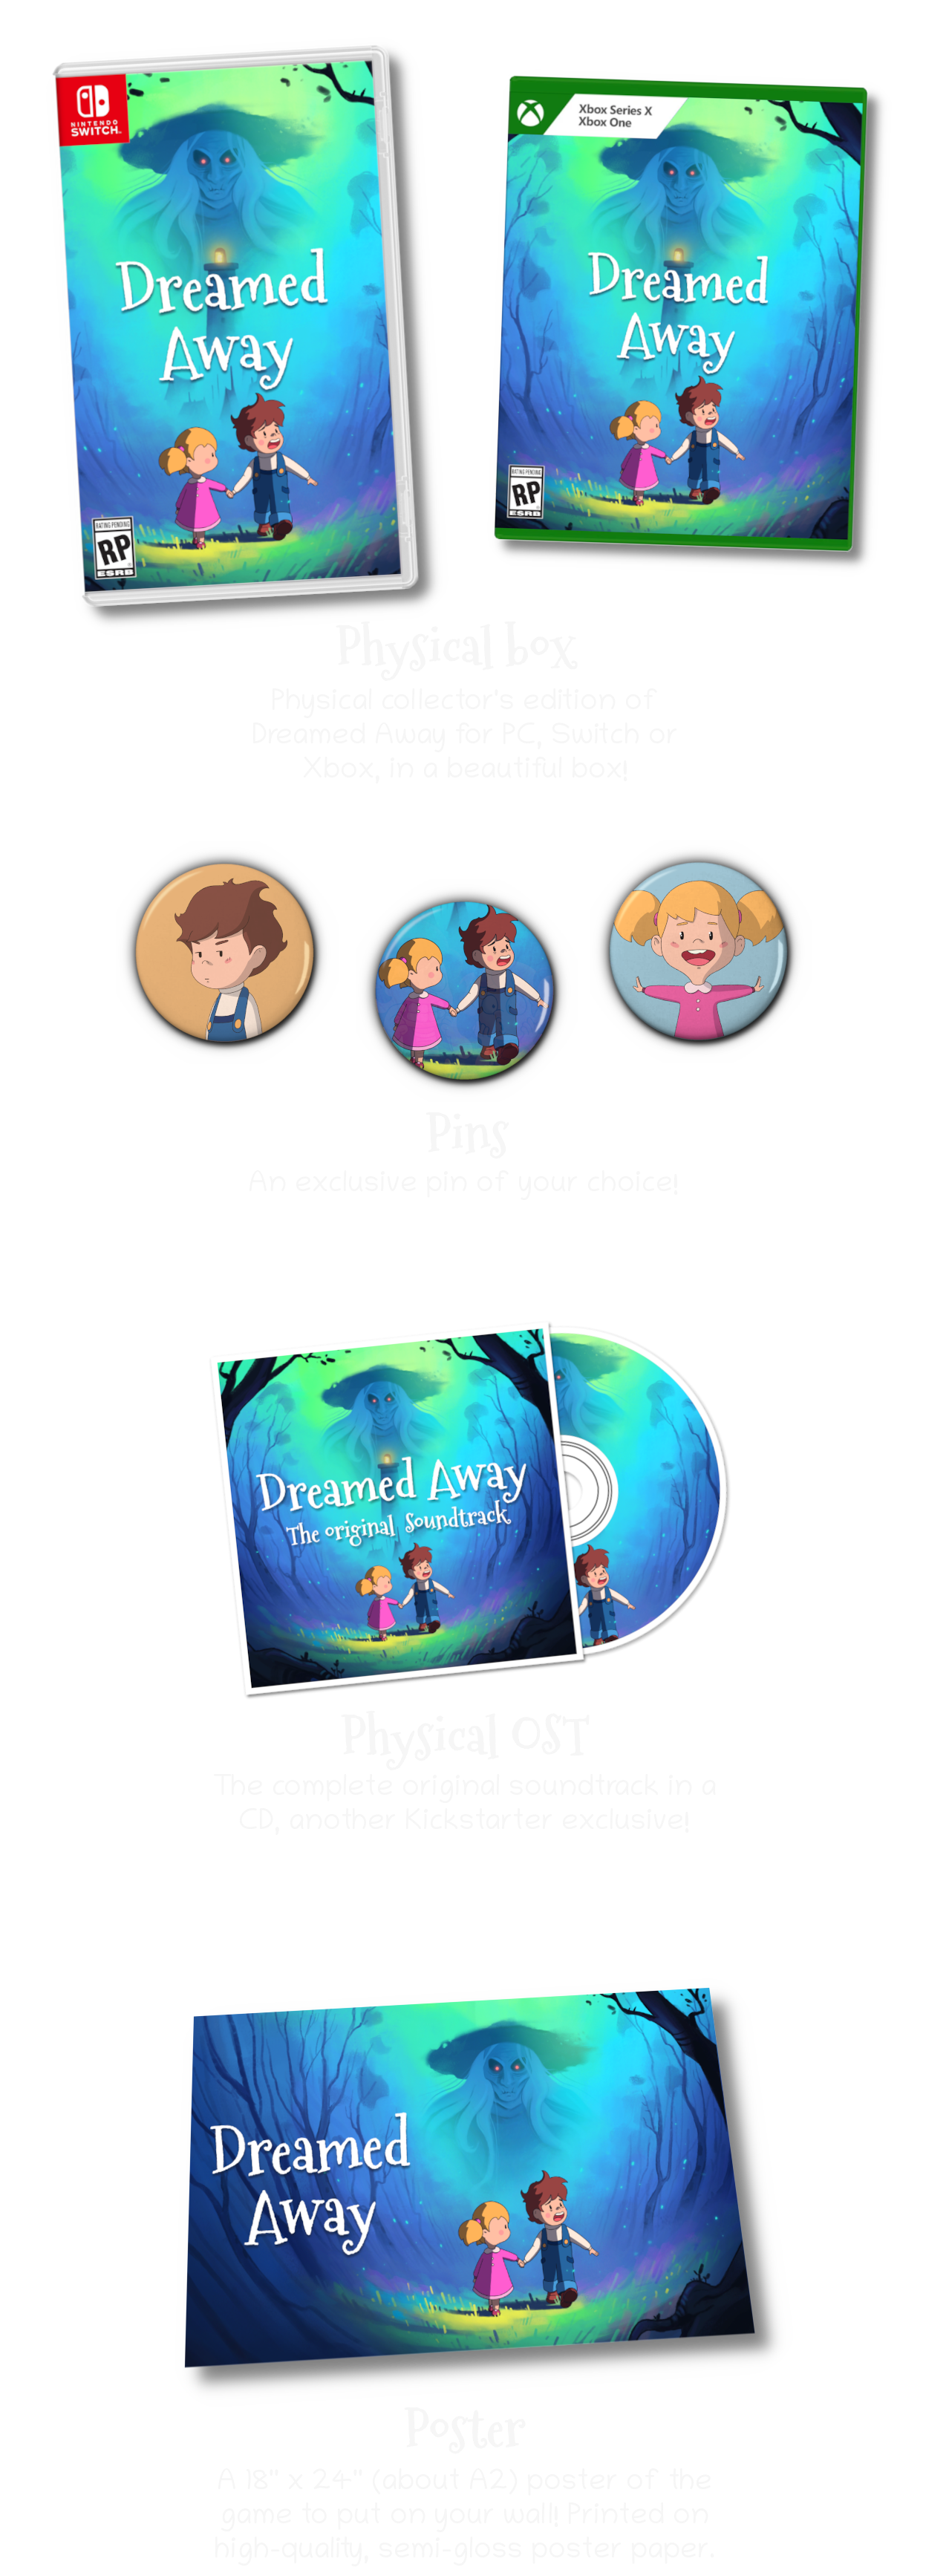 NINTENDO
SWITCH™
Dreamed
Away
RATING PENDING
RP
ESRB
Xbox Series X
Xbox One
Dreamed
Away
RATING PENDING
RP
ESRB
Physical box
Physical collector's edition of
Dreamed Away for PC, Switch or
Xbox, in a beautiful box!
Pins
An exclusive pin of your choice!
Dreamed Away
The original Soundtrack
Physical OST
The complete original soundtrack in a
CD, another Kickstarter exclusive!
Dreamed
Away
Poster
A 18" x 24" (about A2) poster of the
game to put on your wall! Printed on
high-quality, semi-gloss poster paper.